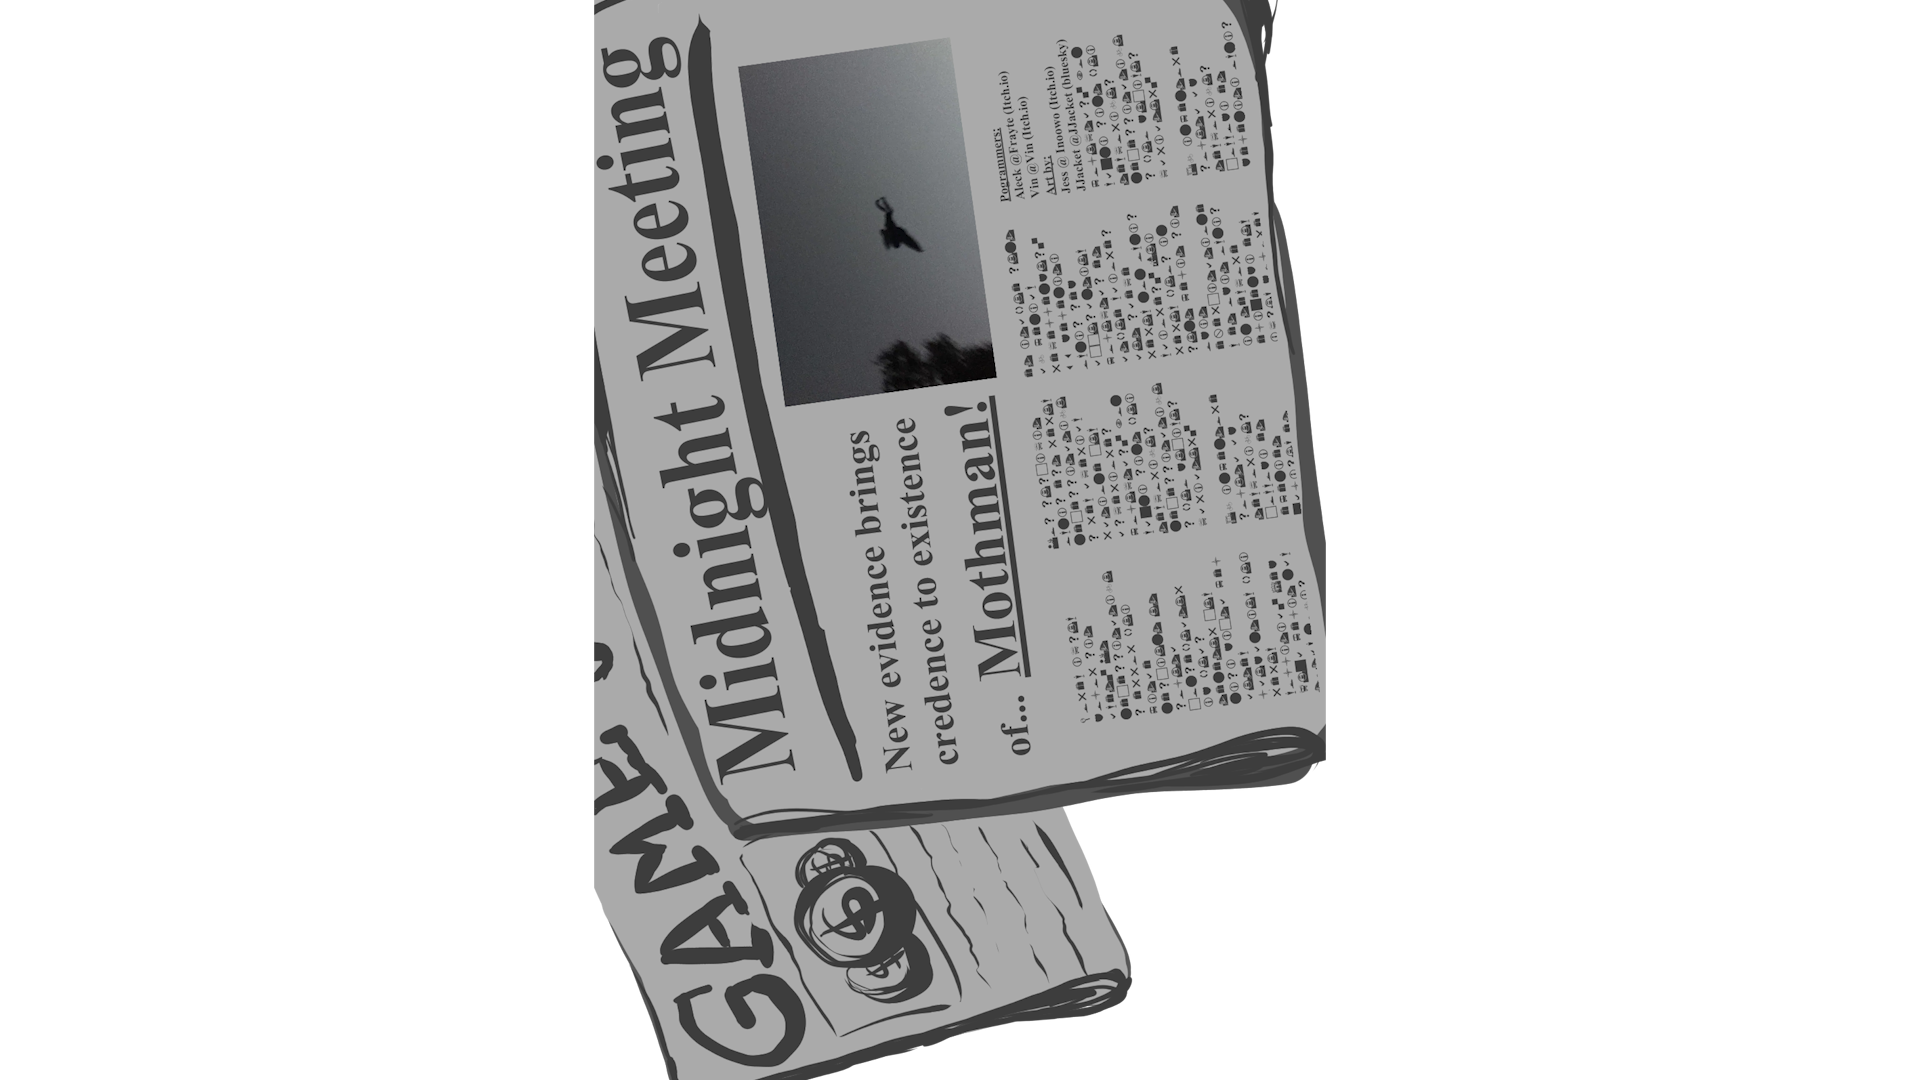 Midnight Meeting
New evidence brings
credence to existence
of... Mothman!
Pogrammers:
Aleck @Frayte (Itch.io)
Vin @Vin (Itch.io)
Art by:
Jess @ Inoowo (Itch.io)
JJacket @JJacket (bluesky)
GAME